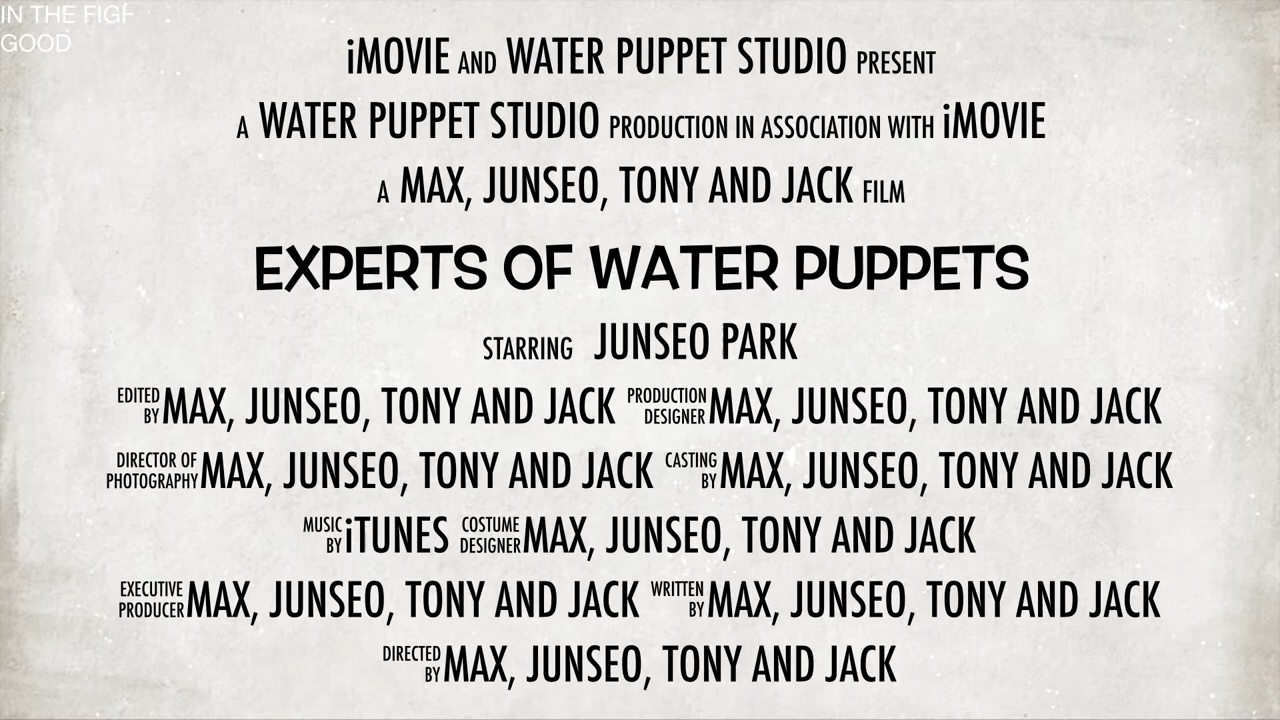 IN THE
GOOD
iMOVIE AND WATER PUPPET STUDIO PRESENT
A WATER PUPPET STUDIO PRODUCTION IN ASSOCIATION WITH iMOVIE
A MAX, JUNSEO, TONY AND JACK FILM
EXPERTS OF WATER PUPPETS
STARRING JUNSEO PARK
EDITED BY MAX, JUNSEO, TONY AND JACK PRODUCTION DESIGNER MAX, JUNSEO, TONY AND JACK
DIRECTOR OF PHOTOGRAPHY MAX, JUNSEO, TONY AND JACK CASTING BY MAX, JUNSEO, TONY AND JACK
MUSIC BY iTUNES COSTUME DESIGNER MAX, JUNSEO, TONY AND JACK
EXECUTIVE PRODUCER MAX, JUNSEO, TONY AND JACK WRITTEN BY MAX, JUNSEO, TONY AND JACK
DIRECTED BY MAX, JUNSEO, TONY AND JACK